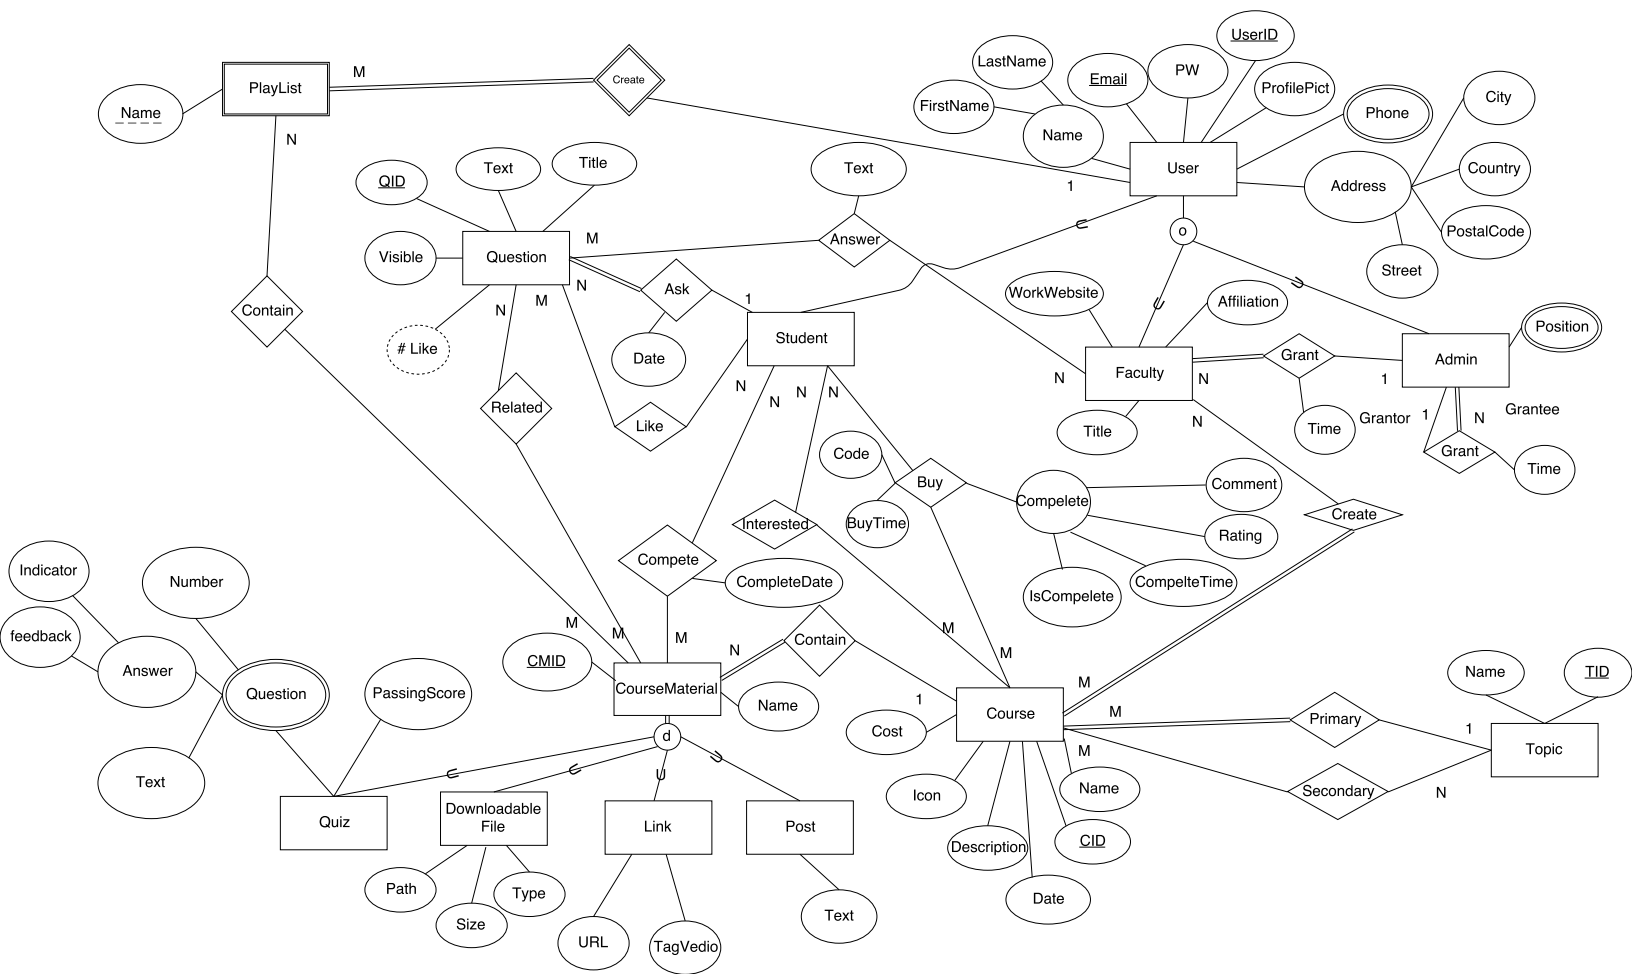 UserID
LastName
PW
Email
M
Create
PlayList
ProfilePict
City
FirstName
Name
Phone
Name
N
Text
Title
Text
User
Country
QID
1
Address
U
PostalCode
M
Answer
o
Visible
Question
Street
N
Ask
1
WorkWebsite
U
U
Affiliation
Contain
N
M
Position
# Like
Date
Student
Grant
Admin
Faculty
N
N
1
N
N
N
N
Related
Like
Title
N
Time
Grantor
1
N
Grantee
Code
Grant
Time
Buy
Compelete
Comment
BuyTime
Interested
Create
Rating
Compete
Indicator
Number
CompleteDate
CompelteTime
IsCompelete
feedback
M
M
M
M
N
Contain
M
CMID
Answer
Question
PassingScore
CourseMaterial
Name
1
M
Name
TID
Course
M
Primary
1
Cost
d
M
Topic
Text
U
U
U
U
Icon
Name
Secondary
N
Quiz
Downloadable
File
Link
Post
Description
CID
Path
Type
Date
Size
Text
URL
TagVedio